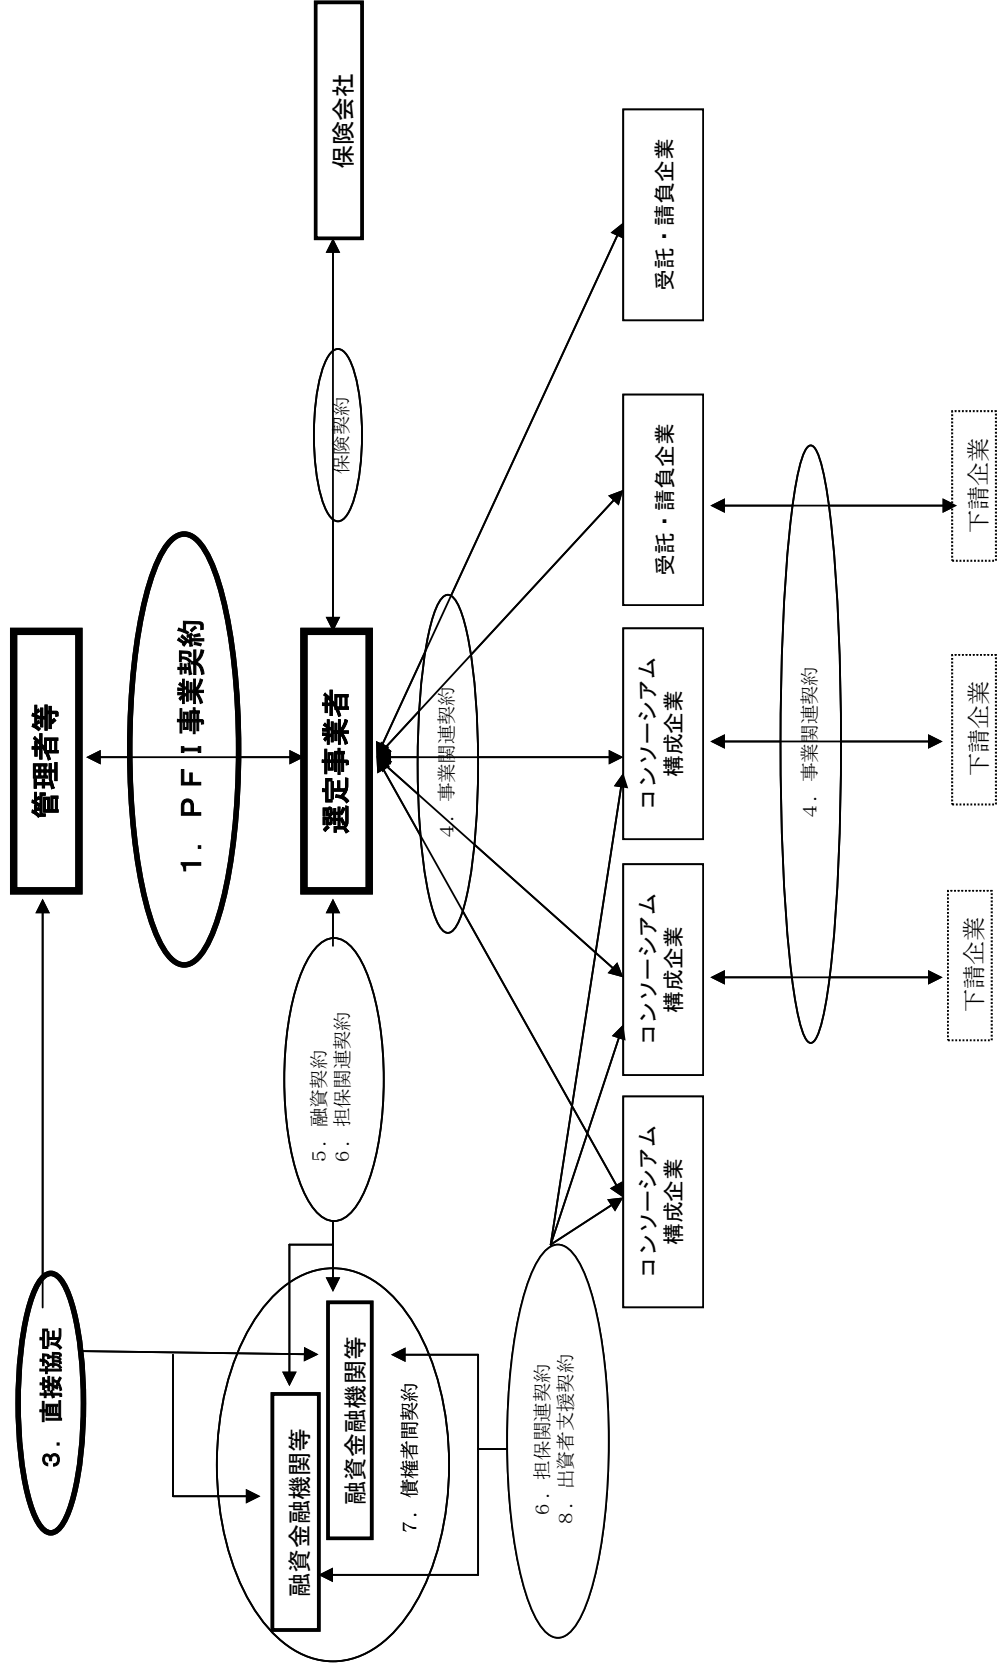 管理者等
3．直接協定
1．ＰＦＩ事業契約
融資金融機関等
融資金融機関等
7．債権者間契約
5．融資契約
6．担保関連契約
選定事業者
保険契約
保険会社
4．事業関連契約
6．担保関連契約
8．出資者支援契約
コンソーシアム
構成企業
コンソーシアム
構成企業
コンソーシアム
構成企業
受託・請負企業
受託・請負企業
4．事業関連契約
下請企業
下請企業
下請企業